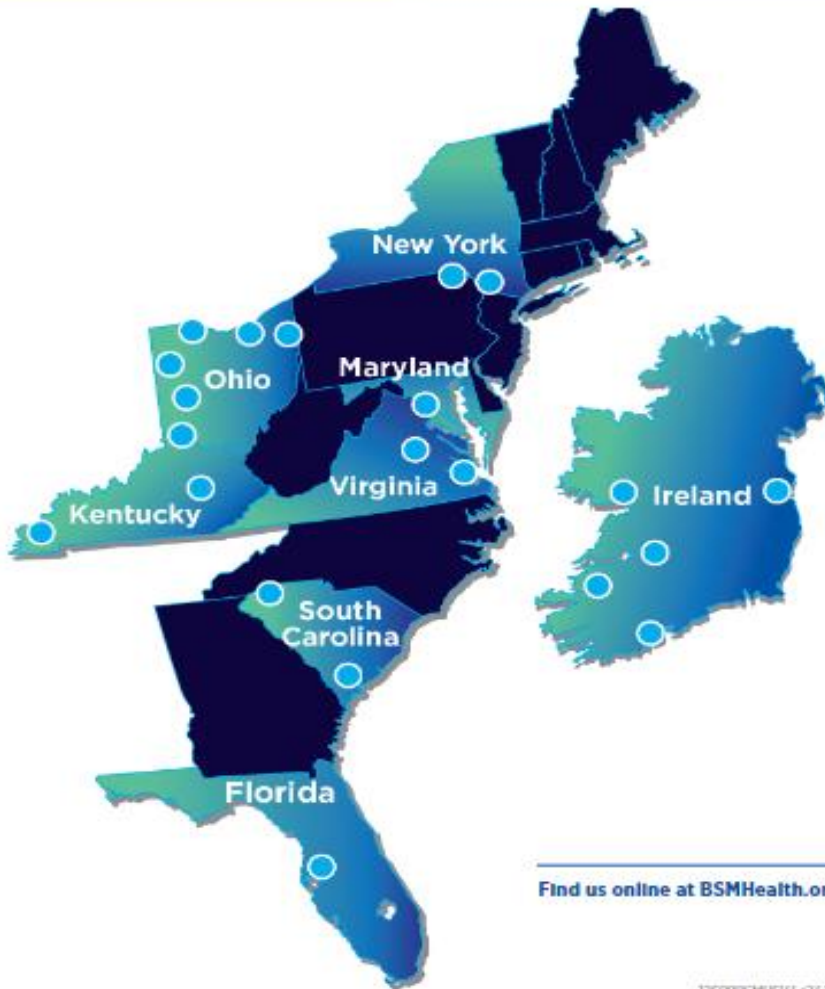 New York
Maryland
Ohio
Virginia
Kentucky
Ireland
South
Carolina
Florida
Find us online at BSMHealth.or